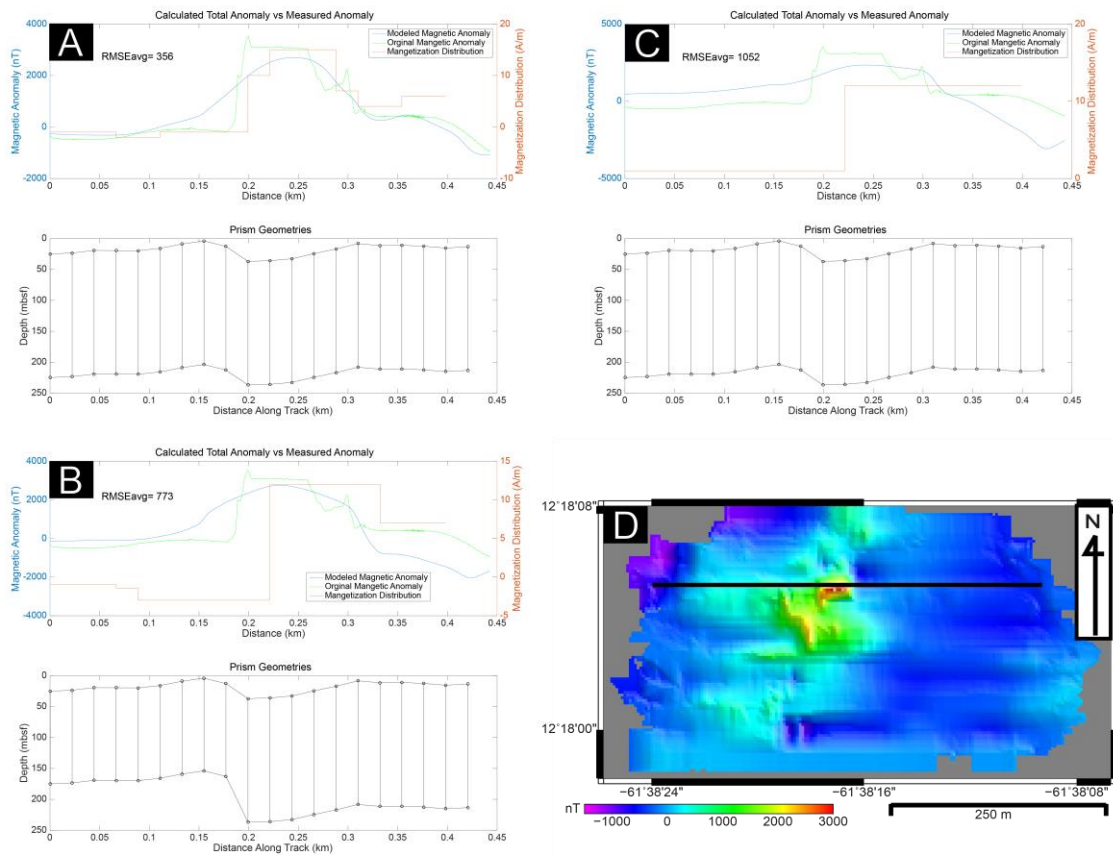 Calculated Total Anomaly vs Measured Anomaly
A
RMSEavg= 356
Modeled Magnetic Anomaly
Orginal Mangetic Anomaly
Mangetization Distribution
Magnetic Anomaly (nT)
4000
2000
0
-2000
Magnetization Distribution (A/m)
20
10
0
-10
0 0.05 0.1 0.15 0.2 0.25 0.3 0.35 0.4 0.45
Distance (km)
Prism Geometries
Depth (mbsf)
0
50
100
150
200
250
0 0.05 0.1 0.15 0.2 0.25 0.3 0.35 0.4 0.45
Distance Along Track (km)
Calculated Total Anomaly vs Measured Anomaly
C
RMSEavg= 1052
Modeled Magnetic Anomaly
Orginal Mangetic Anomaly
Mangetization Distribution
Magnetic Anomaly (nT)
5000
0
-5000
Magnetization Distribution (A/m)
20
10
0
0 0.05 0.1 0.15 0.2 0.25 0.3 0.35 0.4 0.45
Distance (km)
Prism Geometries
Depth (mbsf)
0
50
100
150
200
250
0 0.05 0.1 0.15 0.2 0.25 0.3 0.35 0.4 0.45
Distance Along Track (km)
Calculated Total Anomaly vs Measured Anomaly
B
RMSEavg= 773
Modeled Magnetic Anomaly
Orginal Mangetic Anomaly
Mangetization Distribution
Magnetic Anomaly (nT)
4000
2000
0
-2000
-4000
Magnetization Distribution (A/m)
15
10
5
0
-5
0 0.05 0.1 0.15 0.2 0.25 0.3 0.35 0.4 0.45
Distance (km)
Prism Geometries
Depth (mbsf)
0
50
100
150
200
250
0 0.05 0.1 0.15 0.2 0.25 0.3 0.35 0.4 0.45
Distance Along Track (km)
12°18'08"
D
N
12°18'00"
−61°38'24" −61°38'16" −61°38'08"
nT −1000 0 1000 2000 3000
250 m